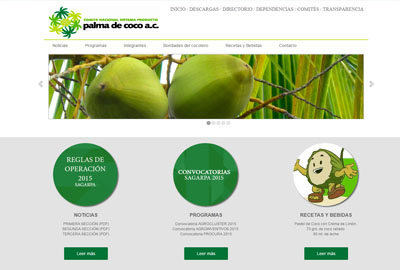 INICIO · DESCARGAS · DIRECTORIO · DEPENDENCIAS · COMITÉS · TRANSPARENCIA
COMITÉ NACIONAL SISTEMA PRODUCTO
palma de coco a.c.
Noticias Programas Integrantes Bondades del cocotero Recetas y Bebidas Contacto
REGLAS DE
OPERACIÓN
2015
SAGARPA
CONVOCATORIAS
SAGARPA 2015
NOTICIAS
PRIMERA SECCIÓN (PDF)
SEGUNDA SECCIÓN (PDF)
TERCERA SECCIÓN (PDF)
Leer más
PROGRAMAS
Convocatoria AGROCLUSTER 2015
Convocatoria AGROINVENTIVOS 2015
Convocatoria PROCURA 2015
Leer más
RECETAS Y BEBIDAS
Pastel de Coco con Crema de Limón.
75 grs. de coco rallado
85 ml. de leche
Leer más